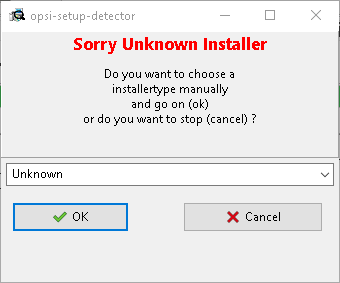 opsi-setup-detector
Sorry Unknown Installer
Do you want to choose a
installertype manually
and go on (ok)
or do you want to stop (cancel) ?
Unknown
OK
Cancel